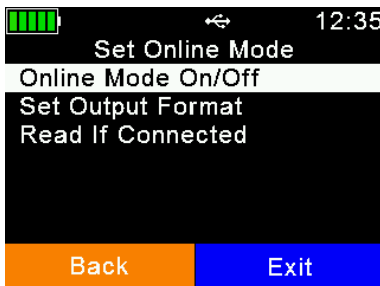 12:35
Set Online Mode
Online Mode On/Off
Set Output Format
Read If Connected
Back
Exit